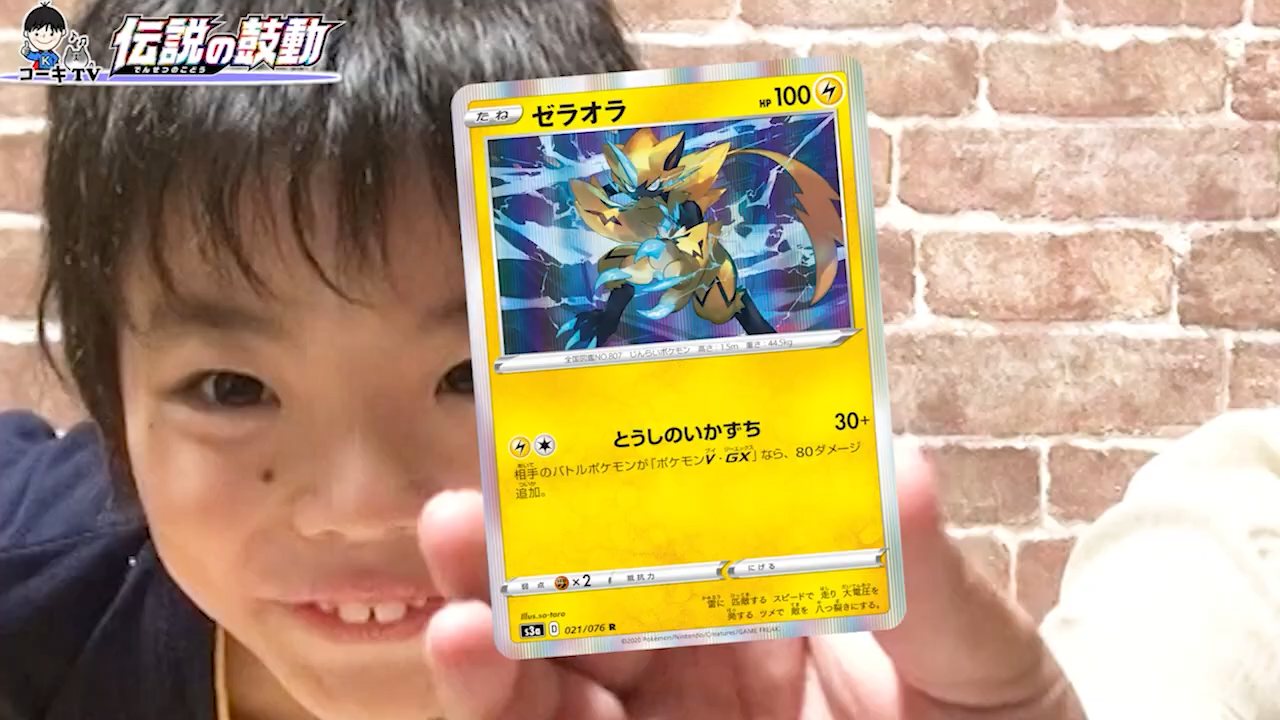 コーキTV
K
伝説の鼓動
でんせつのこどう
たね ゼラオラ HP 100
全国図鑑NO.807 じんらいポケモン 高さ:1.5m 重さ:44.5kg
とうしのいかずち 30+
相手のバトルポケモンが「ポケモンV・GX」なら、80ダメージ
追加。
弱点 ×2 抵抗力 にげる
雷に 匹敵する スピードで 走り 大電圧を
発する ツメで 敵を 八つ裂きにする。
Illus.so-taro
s3a D 021/076 R
©2020 Pokémon/Nintendo/Creatures/GAME FREAK